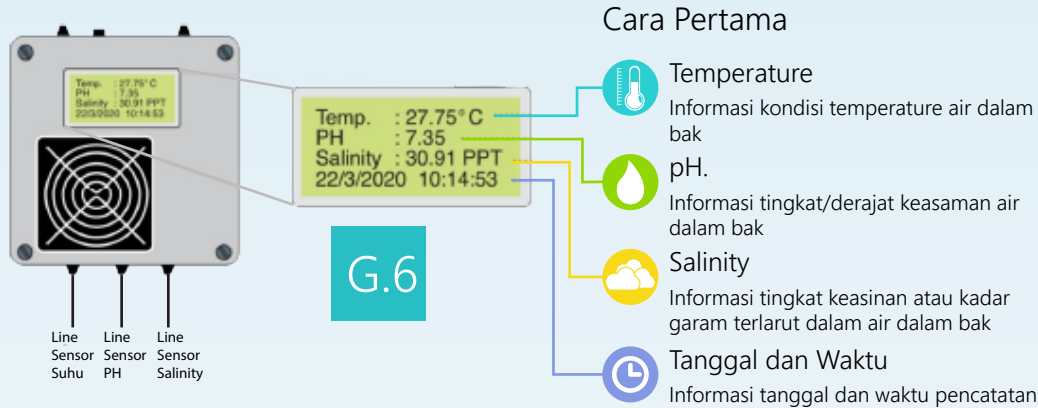 Cara Pertama
Temp. : 27.75° C
PH : 7.35
Salinity : 30.91 PPT
22/3/2020 10:14:53
Temp. : 27.75° C
PH : 7.35
Salinity : 30.91 PPT
22/3/2020 10:14:53
G.6
Line Sensor Suhu
Line Sensor PH
Line Sensor Salinity
Temperature
Informasi kondisi temperature air dalam
bak
pH.
Informasi tingkat/derajat keasaman air
dalam bak
Salinity
Informasi tingkat keasinan atau kadar
garam terlarut dalam air dalam bak
Tanggal dan Waktu
Informasi tanggal dan waktu pencatatan